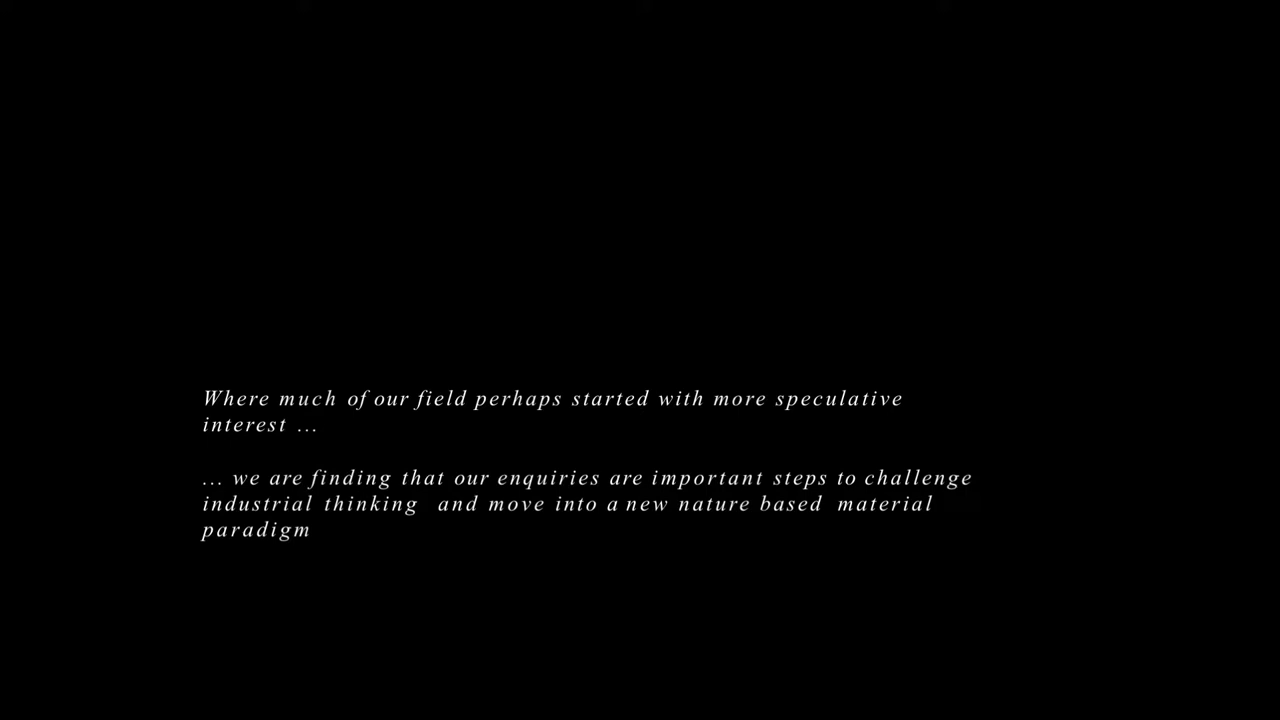 Where much of our field perhaps started with more speculative
interest ...
... we are finding that our enquiries are important steps to challenge
industrial thinking  and move into a new nature based  material
paradigm